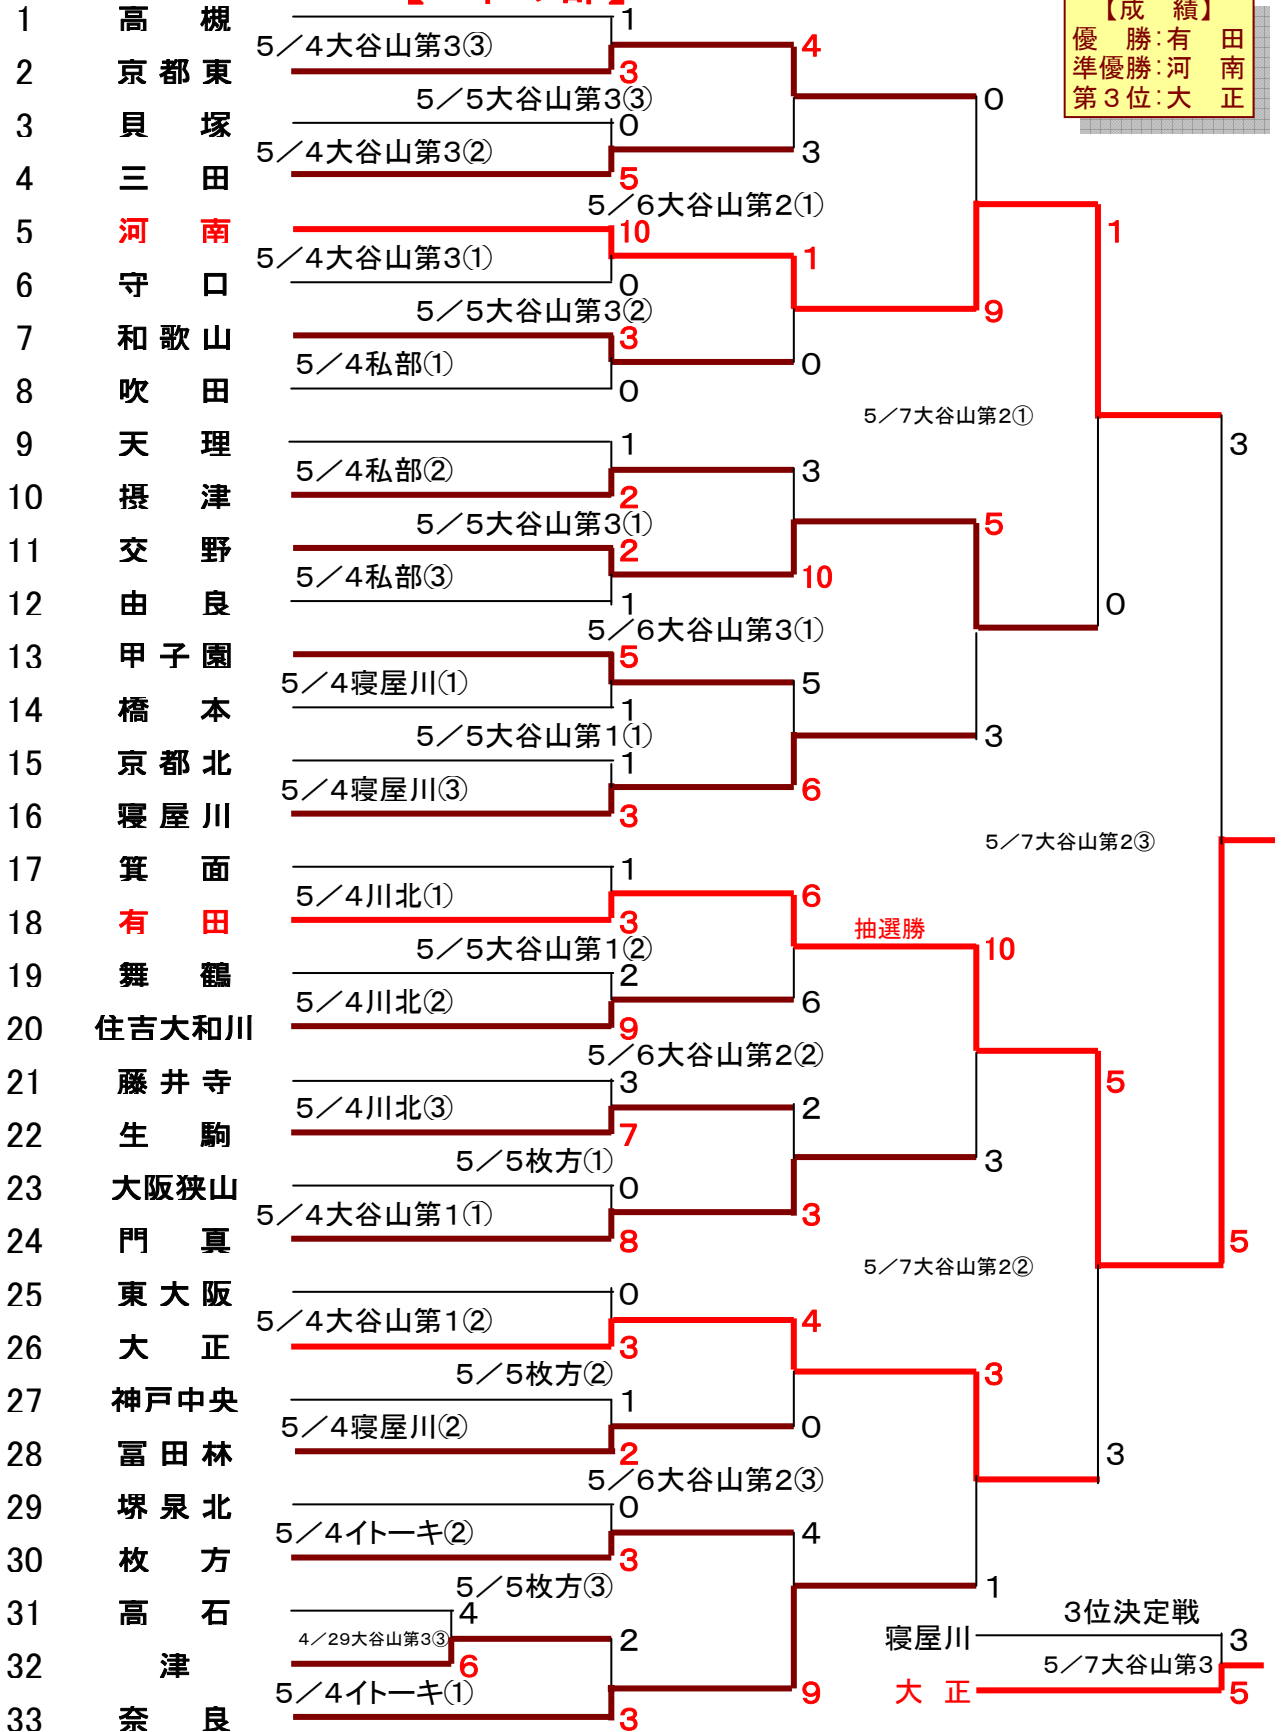 【成　績】
優　勝：有　田
準優勝：河　南
第３位：大　正
1 高槻 1
5／4大谷山第3③ 4
2 京都東 3
5／5大谷山第3③ 0
3 貝塚 0
5／4大谷山第3② 3
4 三田 5
5／6大谷山第2①
5 河南 10 1
5／4大谷山第3① 1
6 守口 0
5／5大谷山第3② 9
7 和歌山 3
5／4私部① 0
8 吹田 0
5／7大谷山第2①
9 天理 1 3
5／4私部② 3
10 摂津 2
5／5大谷山第3① 5
11 交野 2
5／4私部③ 10
12 由良 1 0
5／6大谷山第3①
13 甲子園 5
5／4寝屋川① 5
14 橋本 1
5／5大谷山第1① 3
15 京都北 1
5／4寝屋川③ 6
16 寝屋川 3
5／7大谷山第2③
17 箕面 1
5／4川北① 6
18 有田 3
抽選勝
5／5大谷山第1② 10
19 舞鶴 2
5／4川北② 6
20 住吉大和川 9
5／6大谷山第2②
21 藤井寺 3 5
5／4川北③ 2
22 生駒 7
5／5枚方① 3
23 大阪狭山 0
5／4大谷山第1① 3
24 門真 8 5
5／7大谷山第2②
25 東大阪 0
5／4大谷山第1② 4
26 大正 3
5／5枚方② 3
27 神戸中央 1
5／4寝屋川② 0
28 冨田林 2 3
5／6大谷山第2③
29 堺泉北 0
5／4イトーキ② 4
30 枚方 3
5／5枚方③ 1
31 高石 4
4／29大谷山第3③ 2
32 津 6
5／4イトーキ① 9
33 奈良 3
3位決定戦
寝屋川 3
5／7大谷山第3
大正 5